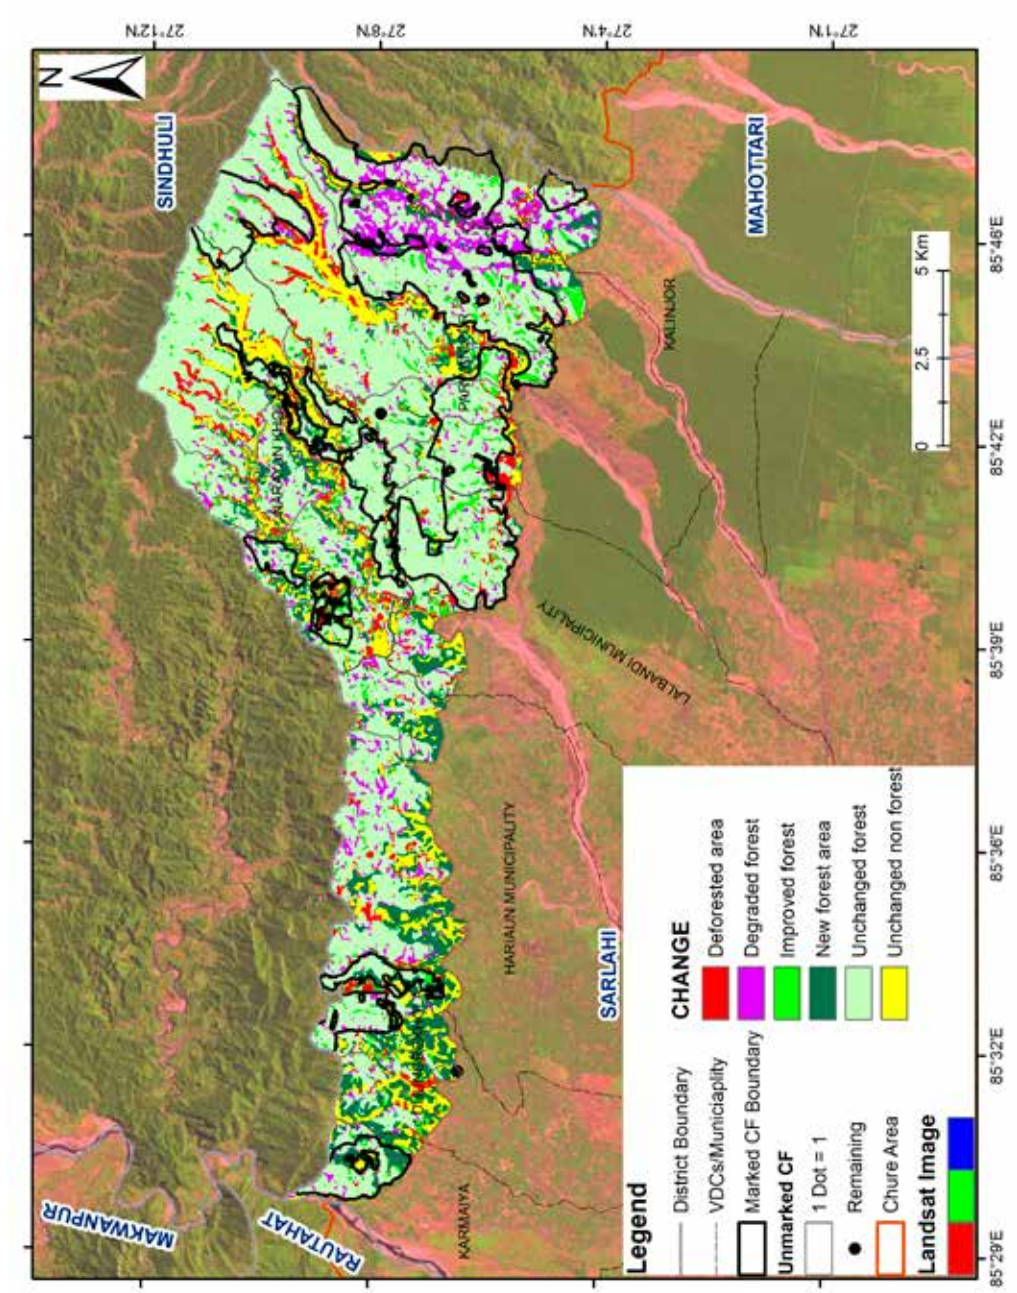 N
27°12'N
27°8'N
27°4'N
27°1'N
SINDHULI
MAHOTTARI
MAKWANPUR
RAUTAHAT
SARLAHI
KARMAIYA
HARIAUN MUNICIPALITY
LALBANDI MUNICIPALITY
KALINJOR
85°29'E
85°32'E
85°36'E
85°39'E
85°42'E
85°46'E
0 2.5 5 Km
Legend
District Boundary
VDCs/Municiaplity
Marked CF Boundary
Unmarked CF
1 Dot = 1
Remaining
Chure Area
Landsat Image
CHANGE
Deforested area
Degraded forest
Improved forest
New forest area
Unchanged forest
Unchanged non forest